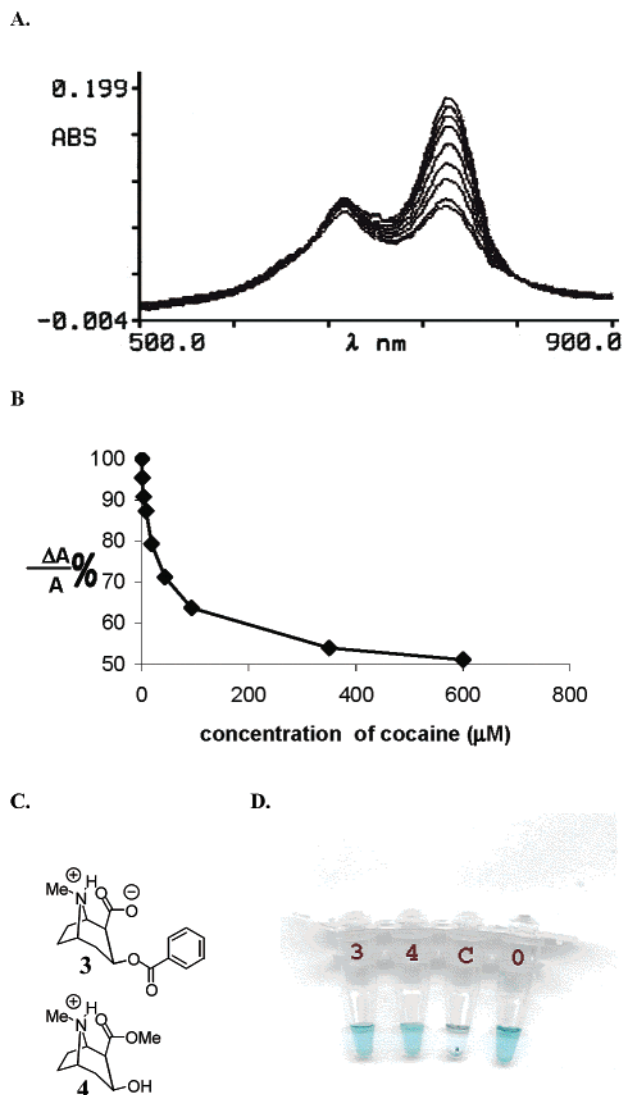 A.
0.199
ABS
-0.004
500.0 λ nm 900.0
B
100
90
80
70
60
50
ΔA/A %
0 200 400 600 800
concentration of cocaine (µM)
C. D.
⊕
Me N H O ⊖
O
O
O
3
⊕
Me N H O
OMe
OH
4
3 4 C 0